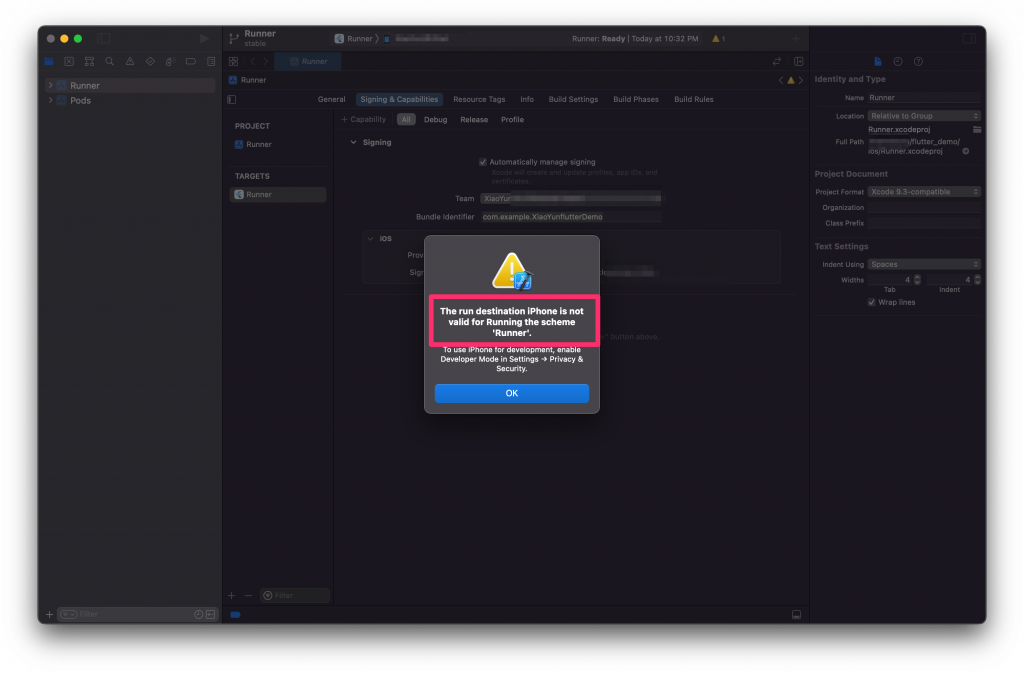 Runner
stable
Runner
Runner: Ready | Today at 10:32 PM
1
Runner
Runner
Runner
Pods
General
Signing & Capabilities
Resource Tags
Info
Build Settings
Build Phases
Build Rules
PROJECT
Runner
TARGETS
Runner
+ Capability
All
Debug
Release
Profile
Signing
Automatically manage signing
Xcode will create and update profiles, app IDs, and
certificates.
Team
XiaoYun
Bundle Identifier
com.example.XiaoYunflutterDemo
iOS
Prov
Sign
" button above.
The run destination iPhone is not
valid for Running the scheme
'Runner'.
To use iPhone for development, enable
Developer Mode in Settings → Privacy &
Security.
OK
Identity and Type
Name
Runner
Location
Relative to Group
Runner.xcodeproj
Full Path
/flutter_demo/
ios/Runner.xcodeproj
Project Document
Project Format
Xcode 9.3-compatible
Organization
Class Prefix
Text Settings
Indent Using
Spaces
Widths
4
4
Tab
Indent
Wrap lines
Filter
Filter